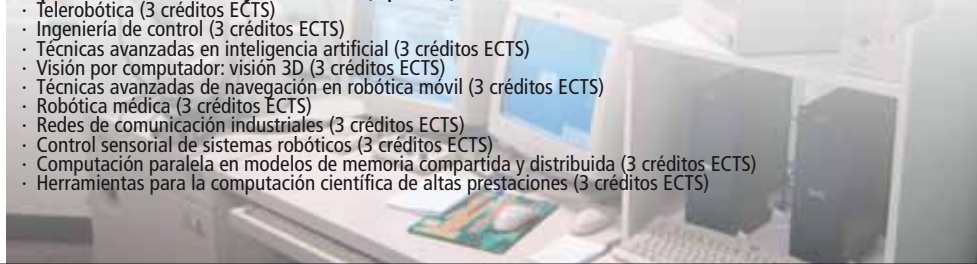 · Telerobótica (3 créditos ECTS)
· Ingeniería de control (3 créditos ECTS)
· Técnicas avanzadas en inteligencia artificial (3 créditos ECTS)
· Visión por computador: visión 3D (3 créditos ECTS)
· Técnicas avanzadas de navegación en robótica móvil (3 créditos ECTS)
· Robótica médica (3 créditos ECTS)
· Redes de comunicación industriales (3 créditos ECTS)
· Control sensorial de sistemas robóticos (3 créditos ECTS)
· Computación paralela en modelos de memoria compartida y distribuida (3 créditos ECTS)
· Herramientas para la computación científica de altas prestaciones (3 créditos ECTS)